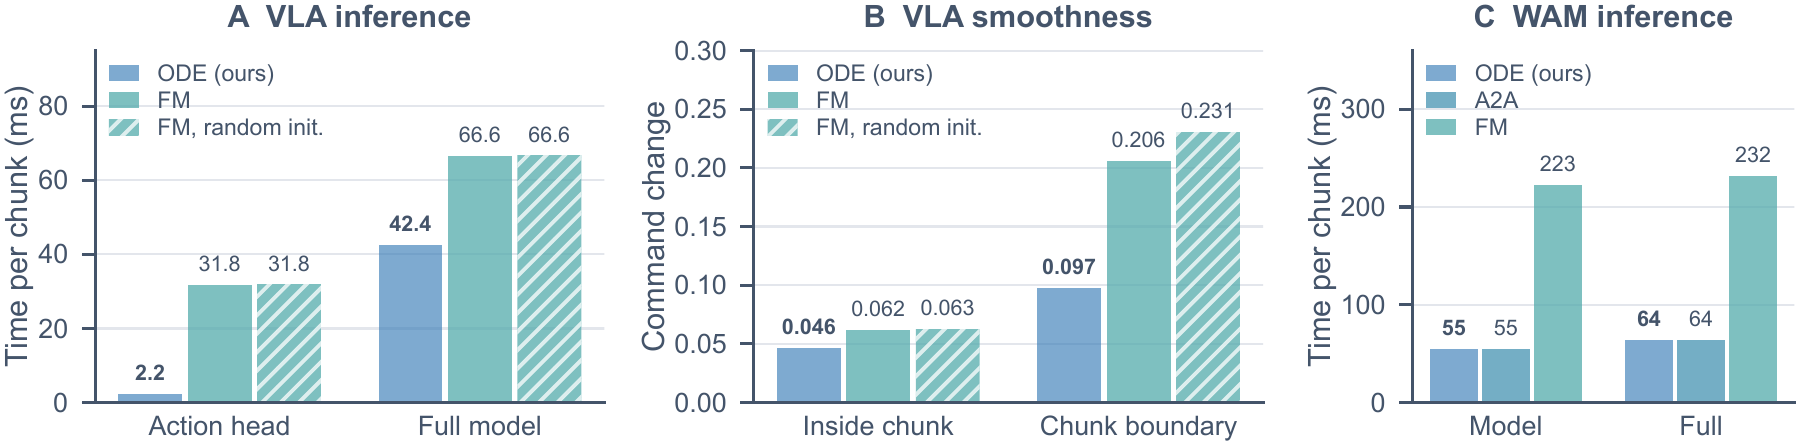 A VLA inference
Time per chunk (ms)
80
60
40
20
0
ODE (ours)
FM
FM, random init.
2.2
31.8
31.8
42.4
66.6
66.6
Action head
Full model
B VLA smoothness
Command change
0.30
0.25
0.20
0.15
0.10
0.05
0.00
ODE (ours)
FM
FM, random init.
0.046
0.062
0.063
0.097
0.206
0.231
Inside chunk
Chunk boundary
C WAM inference
Time per chunk (ms)
300
200
100
0
ODE (ours)
A2A
FM
55
55
223
64
64
232
Model
Full